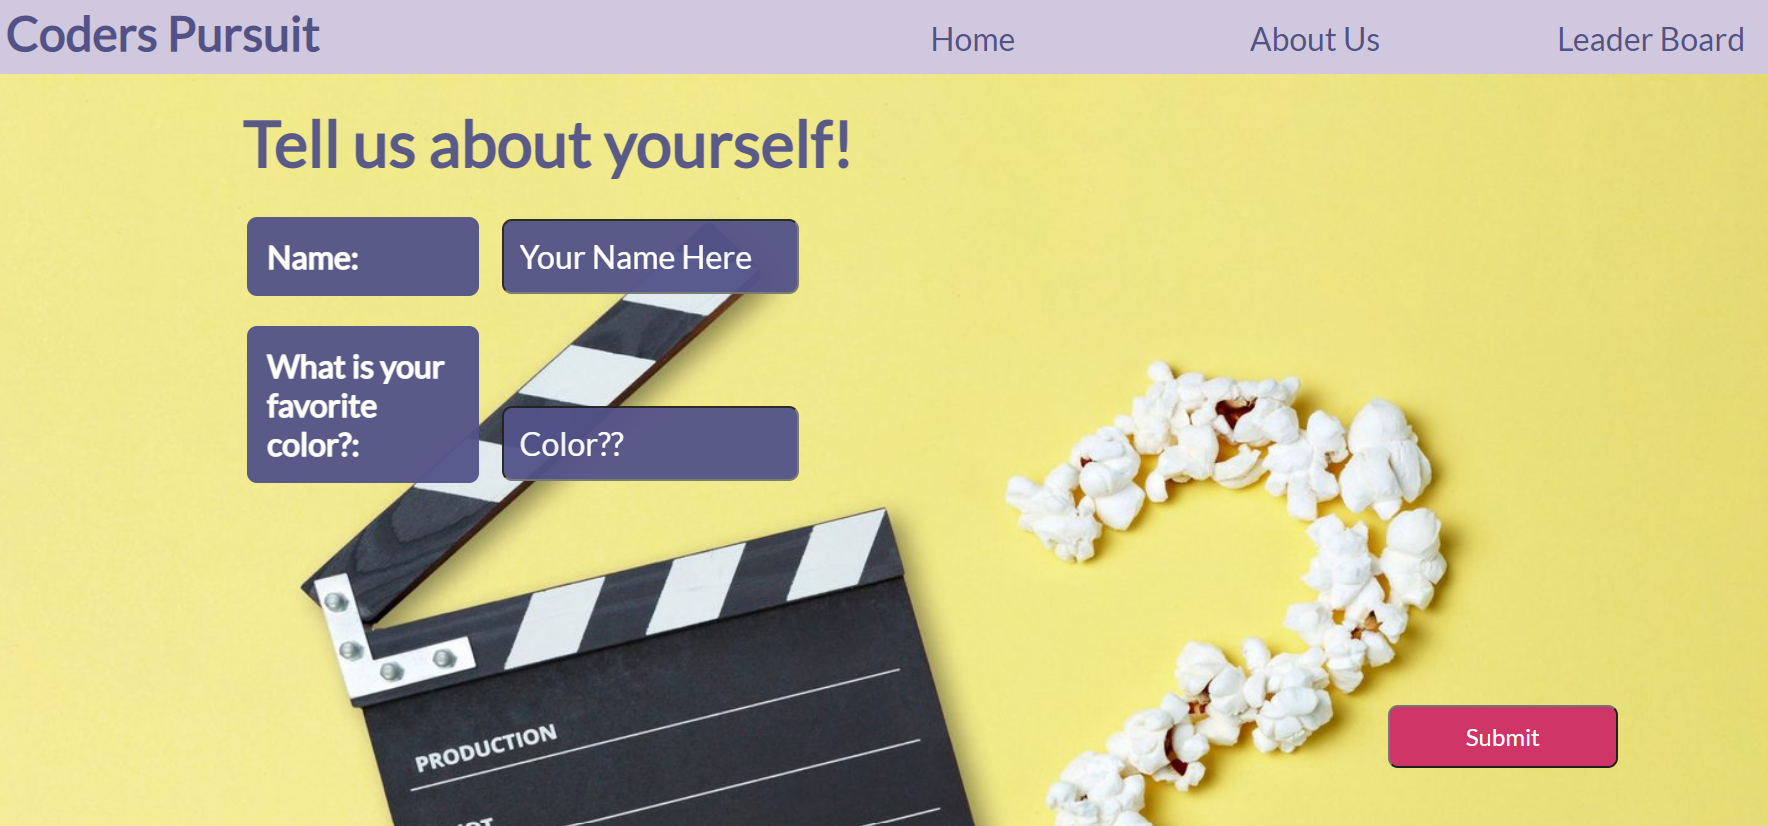 Coders Pursuit
Home
About Us
Leader Board
Tell us about yourself!
Name:
Your Name Here
What is your
favorite
color?:
Color??
Submit
PRODUCTION